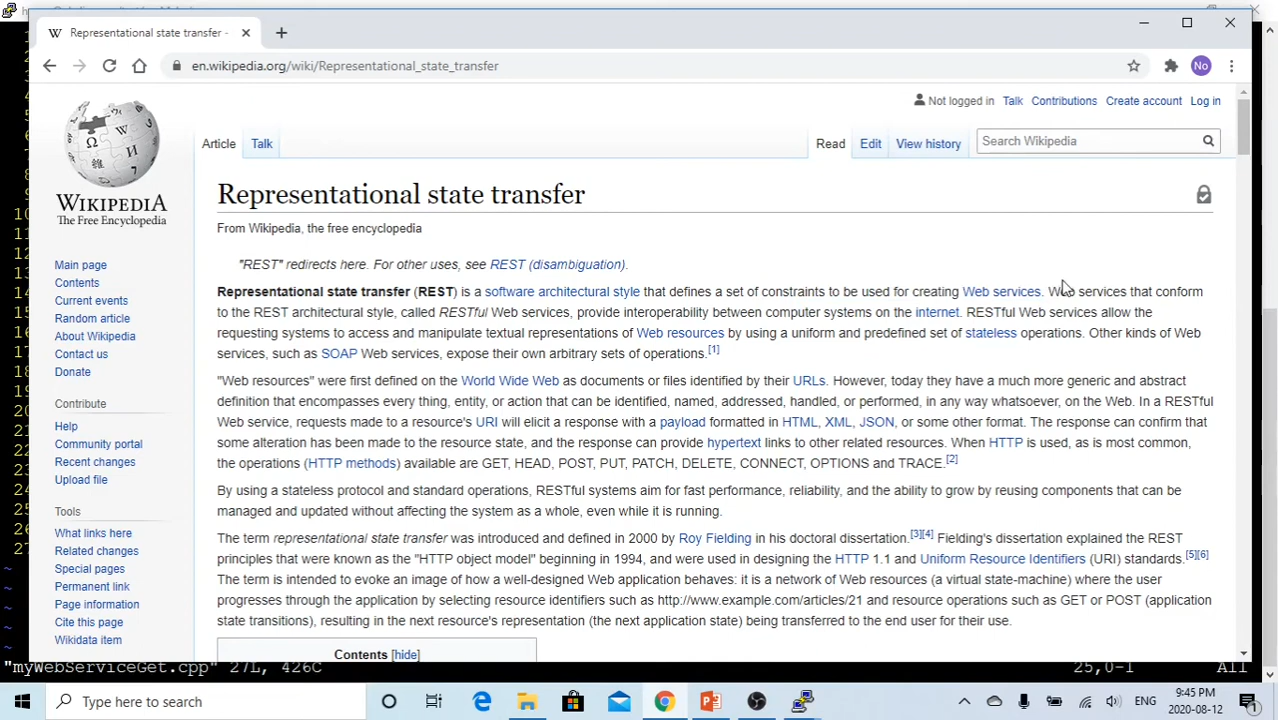 Representational state transfer -
en.wikipedia.org/wiki/Representational_state_transfer
No
Not logged in Talk Contributions Create account Log in
Article Talk Read Edit View history Search Wikipedia
WIKIPEDIA
The Free Encyclopedia
Main page
Contents
Current events
Random article
About Wikipedia
Contact us
Donate
Contribute
Help
Community portal
Recent changes
Upload file
Tools
What links here
Related changes
Special pages
Permanent link
Page information
Cite this page
Wikidata item
Representational state transfer
From Wikipedia, the free encyclopedia
"REST" redirects here. For other uses, see REST (disambiguation).
Representational state transfer (REST) is a software architectural style that defines a set of constraints to be used for creating Web services. Web services that conform
to the REST architectural style, called RESTful Web services, provide interoperability between computer systems on the internet. RESTful Web services allow the
requesting systems to access and manipulate textual representations of Web resources by using a uniform and predefined set of stateless operations. Other kinds of Web
services, such as SOAP Web services, expose their own arbitrary sets of operations.[1]
"Web resources" were first defined on the World Wide Web as documents or files identified by their URLs. However, today they have a much more generic and abstract
definition that encompasses every thing, entity, or action that can be identified, named, addressed, handled, or performed, in any way whatsoever, on the Web. In a RESTful
Web service, requests made to a resource's URI will elicit a response with a payload formatted in HTML, XML, JSON, or some other format. The response can confirm that
some alteration has been made to the resource state, and the response can provide hypertext links to other related resources. When HTTP is used, as is most common,
the operations (HTTP methods) available are GET, HEAD, POST, PUT, PATCH, DELETE, CONNECT, OPTIONS and TRACE.[2]
By using a stateless protocol and standard operations, RESTful systems aim for fast performance, reliability, and the ability to grow by reusing components that can be
managed and updated without affecting the system as a whole, even while it is running.
The term representational state transfer was introduced and defined in 2000 by Roy Fielding in his doctoral dissertation.[3][4] Fielding's dissertation explained the REST
principles that were known as the "HTTP object model" beginning in 1994, and were used in designing the HTTP 1.1 and Uniform Resource Identifiers (URI) standards.[5][6]
The term is intended to evoke an image of how a well-designed Web application behaves: it is a network of Web resources (a virtual state-machine) where the user
progresses through the application by selecting resource identifiers such as http://www.example.com/articles/21 and resource operations such as GET or POST (application
state transitions), resulting in the next resource's representation (the next application state) being transferred to the end user for their use.
Contents [hide]
"myWebServiceGet.cpp" 27L, 426C 25,0-1 All
Type here to search
ENG
9:45 PM
2020-08-12
1